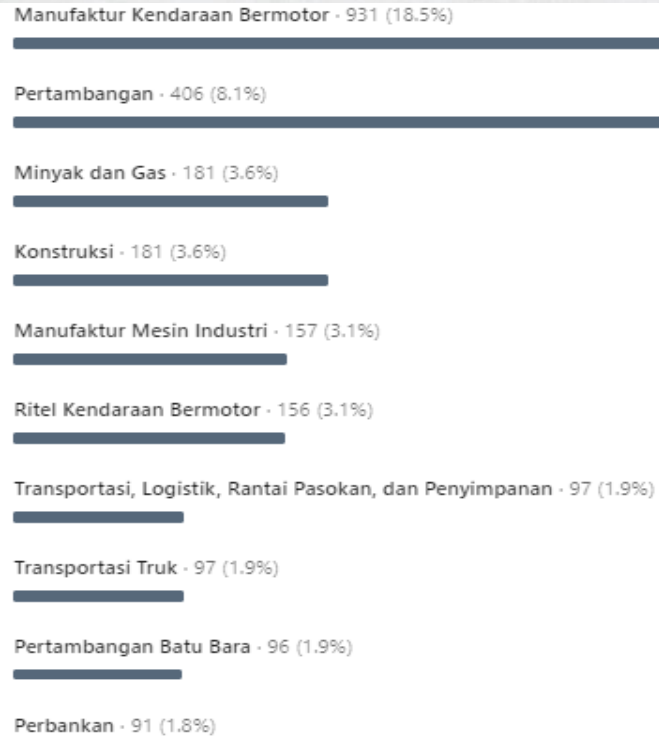 Manufaktur Kendaraan Bermotor · 931 (18.5%)
Pertambangan · 406 (8.1%)
Minyak dan Gas · 181 (3.6%)
Konstruksi · 181 (3.6%)
Manufaktur Mesin Industri · 157 (3.1%)
Ritel Kendaraan Bermotor · 156 (3.1%)
Transportasi, Logistik, Rantai Pasokan, dan Penyimpanan · 97 (1.9%)
Transportasi Truk · 97 (1.9%)
Pertambangan Batu Bara · 96 (1.9%)
Perbankan · 91 (1.8%)